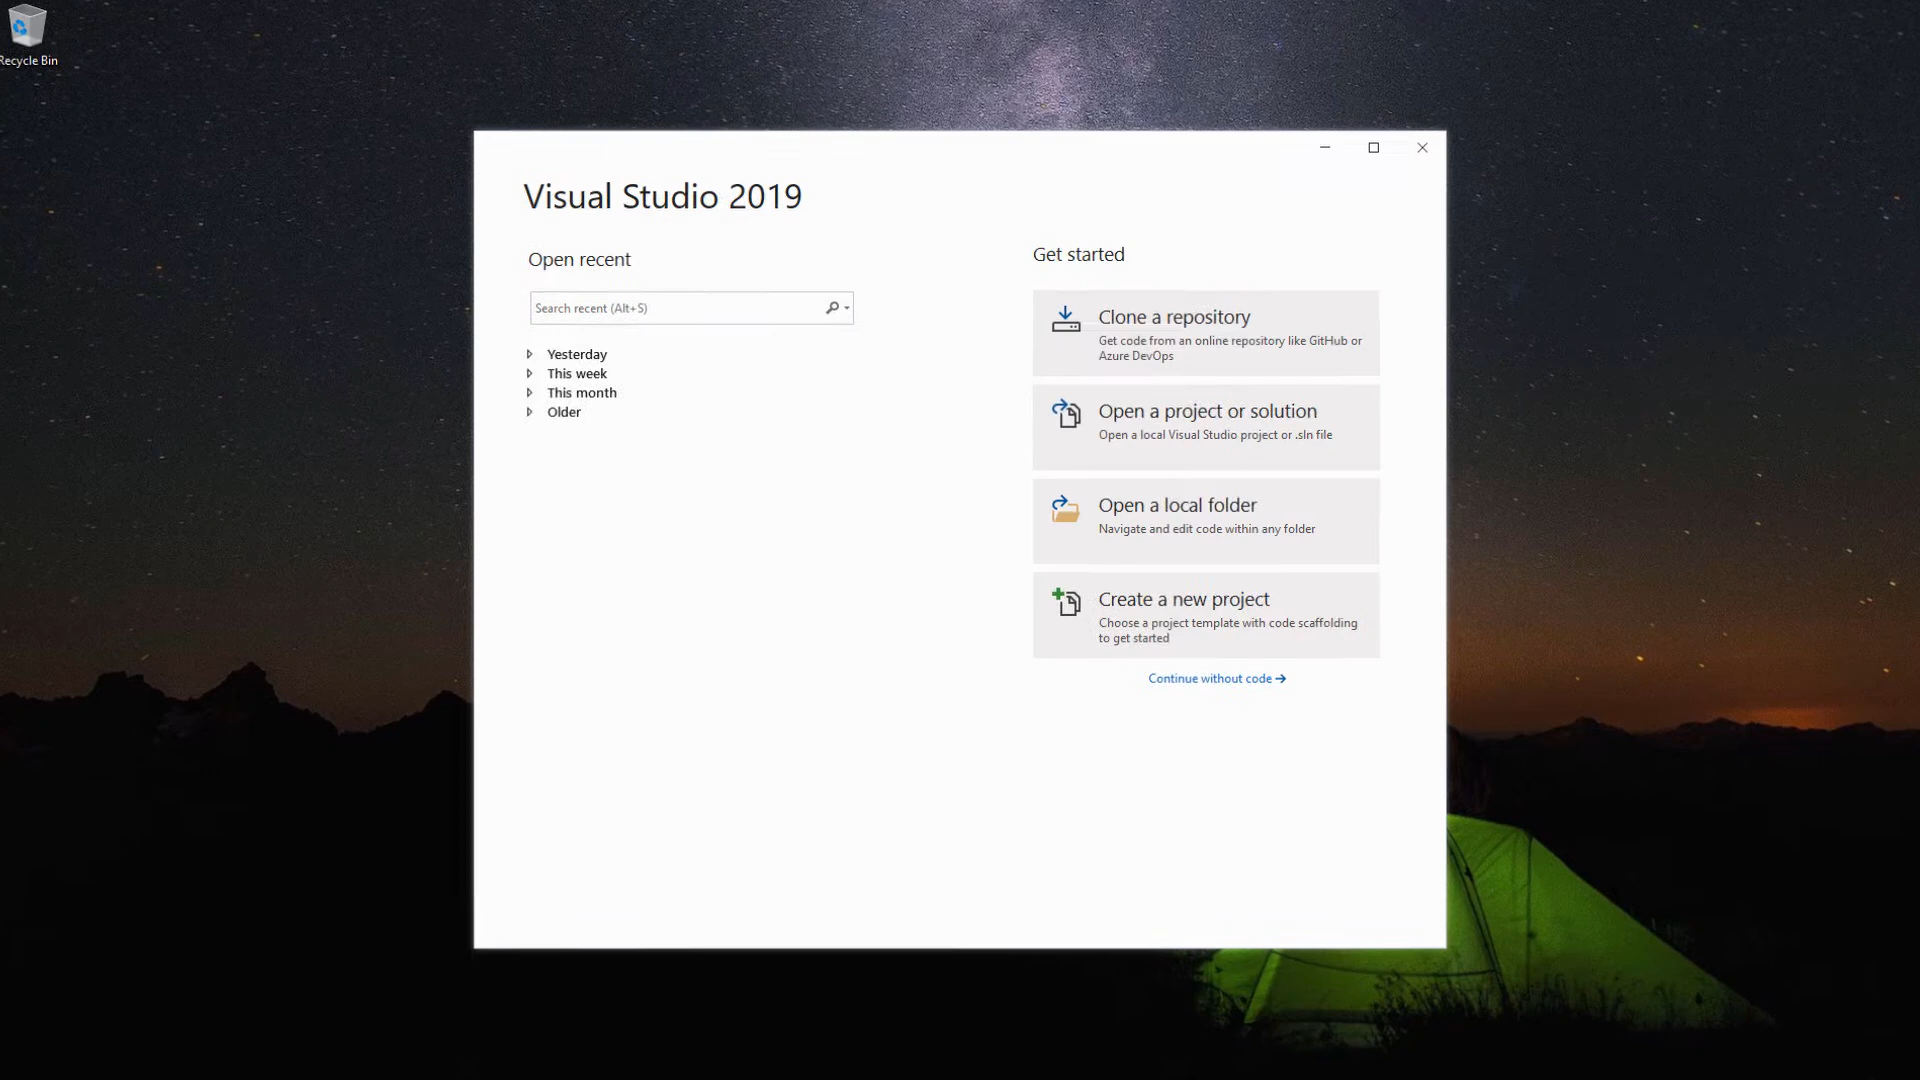 Recycle Bin
Visual Studio 2019
Open recent
Search recent (Alt+S)
Yesterday
This week
This month
Older
Get started
Clone a repository
Get code from an online repository like GitHub or
Azure DevOps
Open a project or solution
Open a local Visual Studio project or .sln file
Open a local folder
Navigate and edit code within any folder
Create a new project
Choose a project template with code scaffolding
to get started
Continue without code →